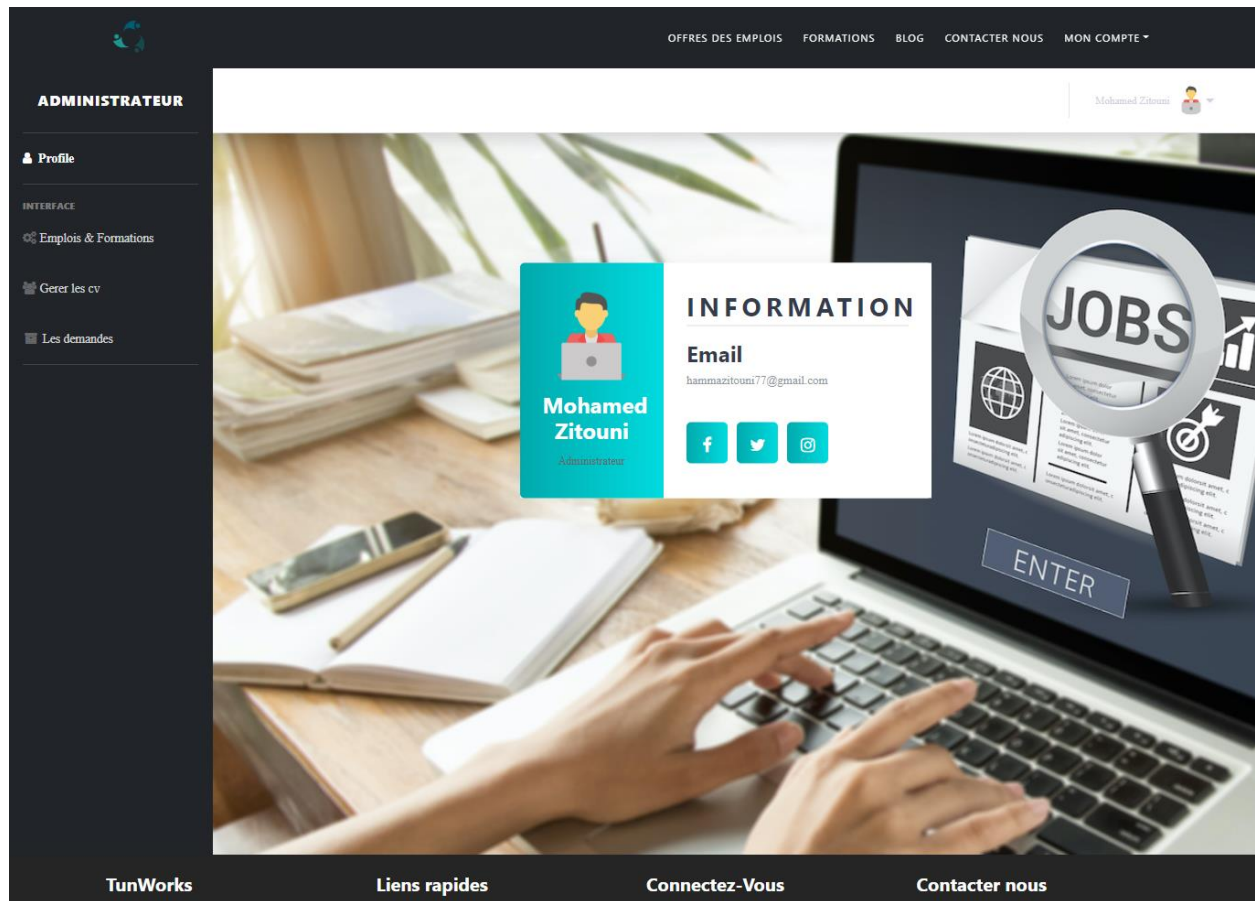 OFFRES DES EMPLOIS FORMATIONS BLOG CONTACTER NOUS MON COMPTE
ADMINISTRATEUR
Mohamed Zitouni
Profile
INTERFACE
Emplois & Formations
Gerer les cv
Les demandes
Mohamed
Zitouni
Administrateur
INFORMATION
Email
hammazitouni77@gmail.com
JOBS
ENTER
TunWorks Liens rapides Connectez-Vous Contacter nous